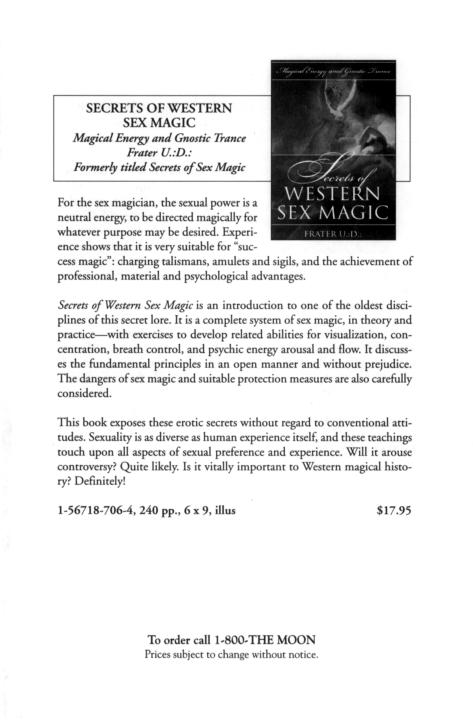 Magical Energy and Gnostic Trance
SECRETS OF WESTERN
SEX MAGIC
Magical Energy and Gnostic Trance
Frater U.:D.:
Formerly titled Secrets of Sex Magic
Secrets of
WESTERN
SEX MAGIC
FRATER U.:D.:
For the sex magician, the sexual power is a
neutral energy, to be directed magically for
whatever purpose may be desired. Experi-
ence shows that it is very suitable for “suc-
cess magic”: charging talismans, amulets and sigils, and the achievement of
professional, material and psychological advantages.
Secrets of Western Sex Magic is an introduction to one of the oldest disci-
plines of this secret lore. It is a complete system of sex magic, in theory and
practice—with exercises to develop related abilities for visualization, con-
centration, breath control, and psychic energy arousal and flow. It discuss-
es the fundamental principles in an open manner and without prejudice.
The dangers of sex magic and suitable protection measures are also carefully
considered.
This book exposes these erotic secrets without regard to conventional atti-
tudes. Sexuality is as diverse as human experience itself, and these teachings
touch upon all aspects of sexual preference and experience. Will it arouse
controversy? Quite likely. Is it vitally important to Western magical histo-
ry? Definitely!
1-56718-706-4, 240 pp., 6 x 9, illus $17.95
To order call 1-800-THE MOON
Prices subject to change without notice.